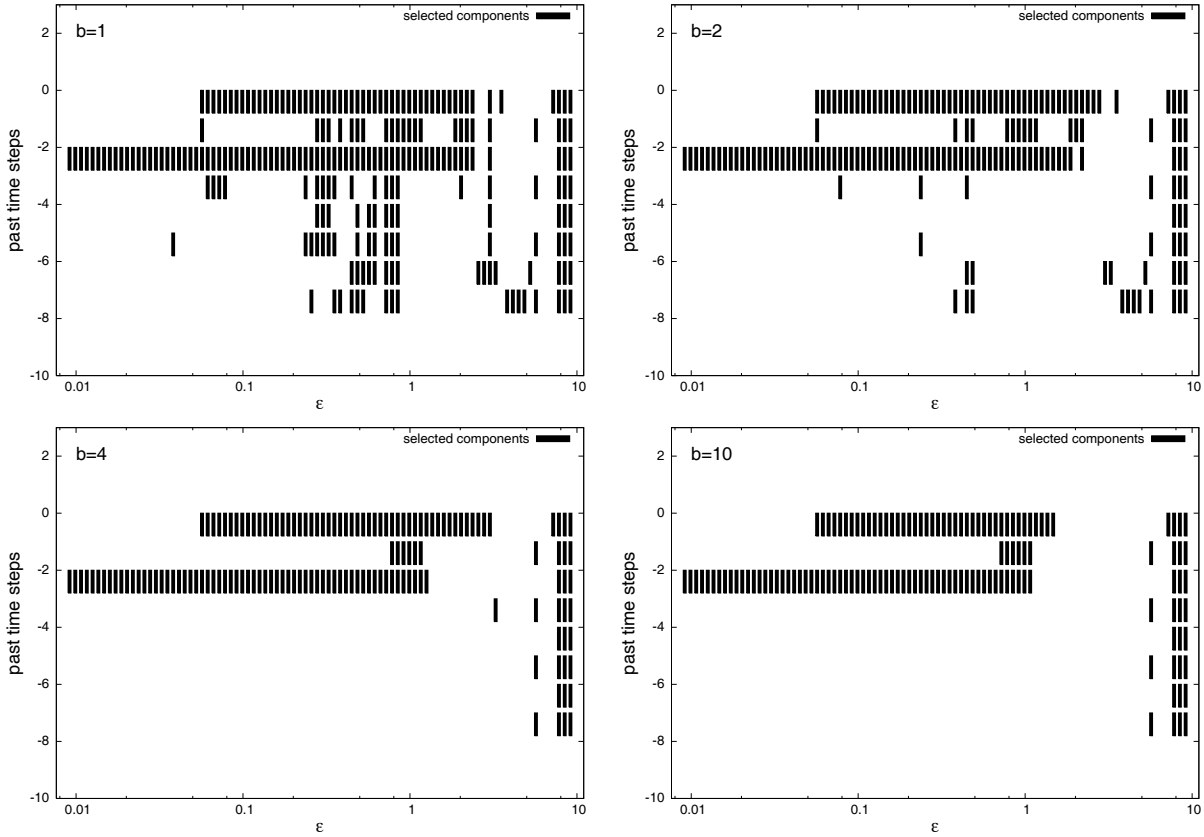 selected components
b=1
2
0
-2
-4
-6
-8
-10
past time steps
0.01
0.1
1
10
ε
selected components
b=2
2
0
-2
-4
-6
-8
-10
past time steps
0.01
0.1
1
10
ε
selected components
b=4
2
0
-2
-4
-6
-8
-10
past time steps
0.01
0.1
1
10
ε
selected components
b=10
2
0
-2
-4
-6
-8
-10
past time steps
0.01
0.1
1
10
ε